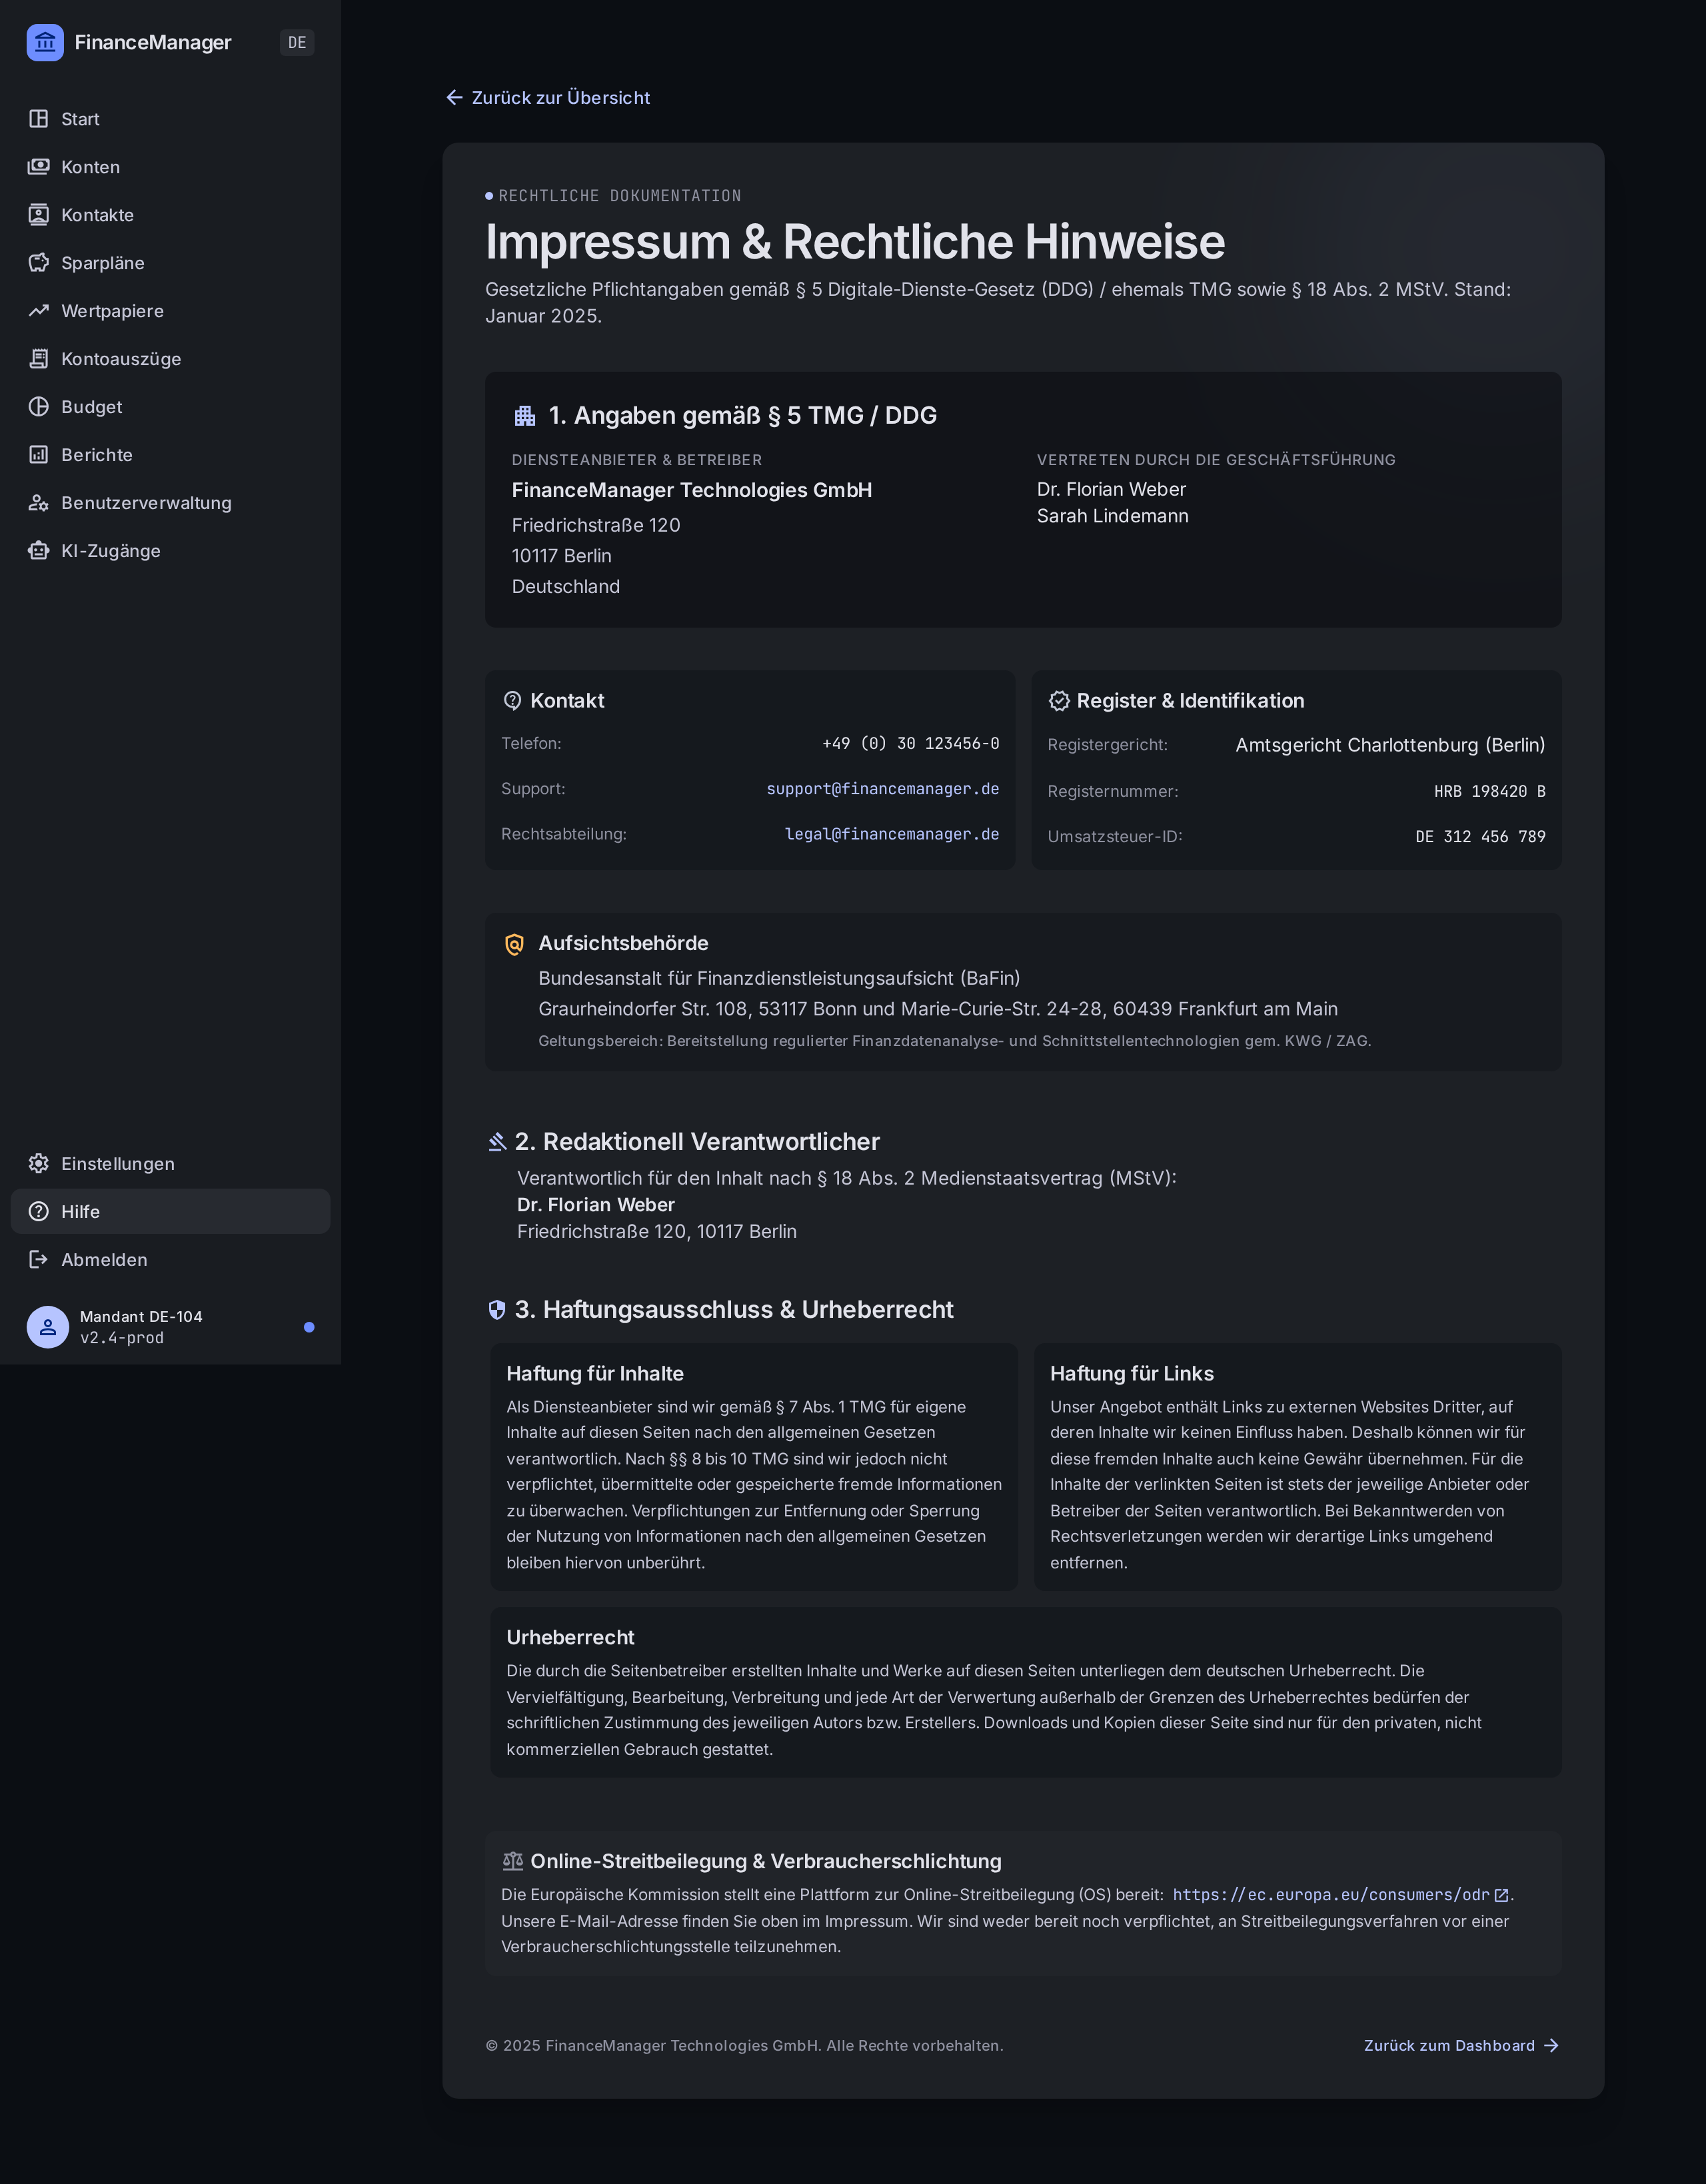 FinanceManager
DE
Start
Konten
Kontakte
Sparpläne
Wertpapiere
Kontoauszüge
Budget
Berichte
Benutzerverwaltung
KI-Zugänge
Einstellungen
Hilfe
Abmelden
Mandant DE-104
v2.4-prod
Zurück zur Übersicht
RECHTLICHE DOKUMENTATION
Impressum & Rechtliche Hinweise
Gesetzliche Pflichtangaben gemäß § 5 Digitale-Dienste-Gesetz (DDG) / ehemals TMG sowie § 18 Abs. 2 MStV. Stand:
Januar 2025.
1. Angaben gemäß § 5 TMG / DDG
DIENSTEANBIETER & BETREIBER
FinanceManager Technologies GmbH
Friedrichstraße 120
10117 Berlin
Deutschland
VERTRETEN DURCH DIE GESCHÄFTSFÜHRUNG
Dr. Florian Weber
Sarah Lindemann
Kontakt
Telefon: +49 (0) 30 123456-0
Support: support@financemanager.de
Rechtsabteilung: legal@financemanager.de
Register & Identifikation
Registergericht: Amtsgericht Charlottenburg (Berlin)
Registernummer: HRB 198420 B
Umsatzsteuer-ID: DE 312 456 789
Aufsichtsbehörde
Bundesanstalt für Finanzdienstleistungsaufsicht (BaFin)
Graurheindorfer Str. 108, 53117 Bonn und Marie-Curie-Str. 24-28, 60439 Frankfurt am Main
Geltungsbereich: Bereitstellung regulierter Finanzdatenanalyse- und Schnittstellentechnologien gem. KWG / ZAG.
2. Redaktionell Verantwortlicher
Verantwortlich für den Inhalt nach § 18 Abs. 2 Medienstaatsvertrag (MStV):
Dr. Florian Weber
Friedrichstraße 120, 10117 Berlin
3. Haftungsausschluss & Urheberrecht
Haftung für Inhalte
Als Diensteanbieter sind wir gemäß § 7 Abs. 1 TMG für eigene
Inhalte auf diesen Seiten nach den allgemeinen Gesetzen
verantwortlich. Nach §§ 8 bis 10 TMG sind wir jedoch nicht
verpflichtet, übermittelte oder gespeicherte fremde Informationen
zu überwachen. Verpflichtungen zur Entfernung oder Sperrung
der Nutzung von Informationen nach den allgemeinen Gesetzen
bleiben hiervon unberührt.
Haftung für Links
Unser Angebot enthält Links zu externen Websites Dritter, auf
deren Inhalte wir keinen Einfluss haben. Deshalb können wir für
diese fremden Inhalte auch keine Gewähr übernehmen. Für die
Inhalte der verlinkten Seiten ist stets der jeweilige Anbieter oder
Betreiber der Seiten verantwortlich. Bei Bekanntwerden von
Rechtsverletzungen werden wir derartige Links umgehend
entfernen.
Urheberrecht
Die durch die Seitenbetreiber erstellten Inhalte und Werke auf diesen Seiten unterliegen dem deutschen Urheberrecht. Die
Vervielfältigung, Bearbeitung, Verbreitung und jede Art der Verwertung außerhalb der Grenzen des Urheberrechtes bedürfen der
schriftlichen Zustimmung des jeweiligen Autors bzw. Erstellers. Downloads und Kopien dieser Seite sind nur für den privaten, nicht
kommerziellen Gebrauch gestattet.
Online-Streitbeilegung & Verbraucherschlichtung
Die Europäische Kommission stellt eine Plattform zur Online-Streitbeilegung (OS) bereit: https://ec.europa.eu/consumers/odr.
Unsere E-Mail-Adresse finden Sie oben im Impressum. Wir sind weder bereit noch verpflichtet, an Streitbeilegungsverfahren vor einer
Verbraucherschlichtungsstelle teilzunehmen.
© 2025 FinanceManager Technologies GmbH. Alle Rechte vorbehalten.
Zurück zum Dashboard